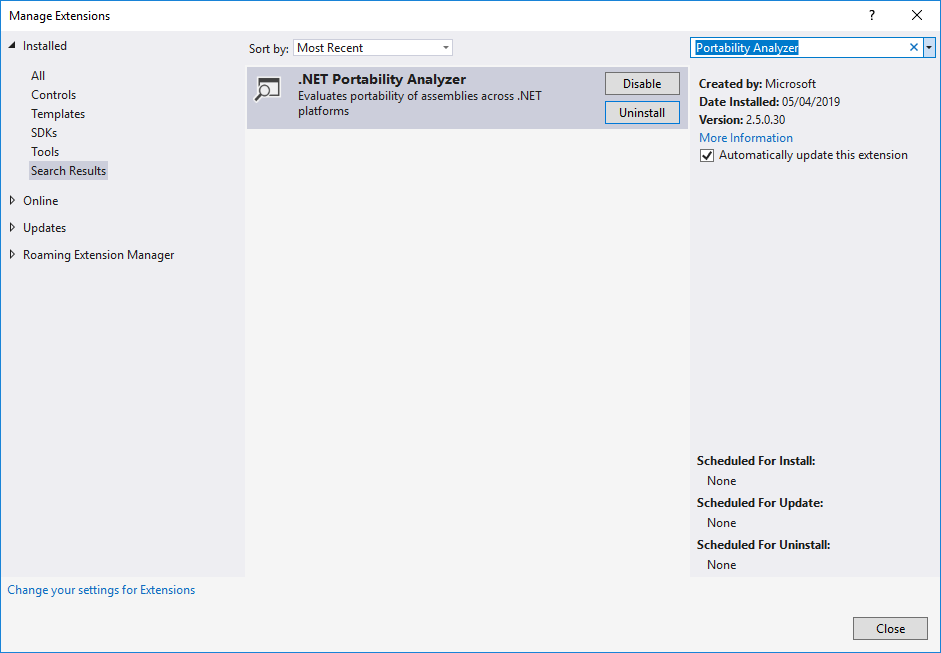 Manage Extensions
?
Installed
All
Controls
Templates
SDKs
Tools
Search Results
Online
Updates
Roaming Extension Manager
Change your settings for Extensions
Sort by: Most Recent
.NET Portability Analyzer
Evaluates portability of assemblies across .NET
platforms
Disable
Uninstall
Portability Analyzer
Created by: Microsoft
Date Installed: 05/04/2019
Version: 2.5.0.30
More Information
Automatically update this extension
Scheduled For Install:
None
Scheduled For Update:
None
Scheduled For Uninstall:
None
Close